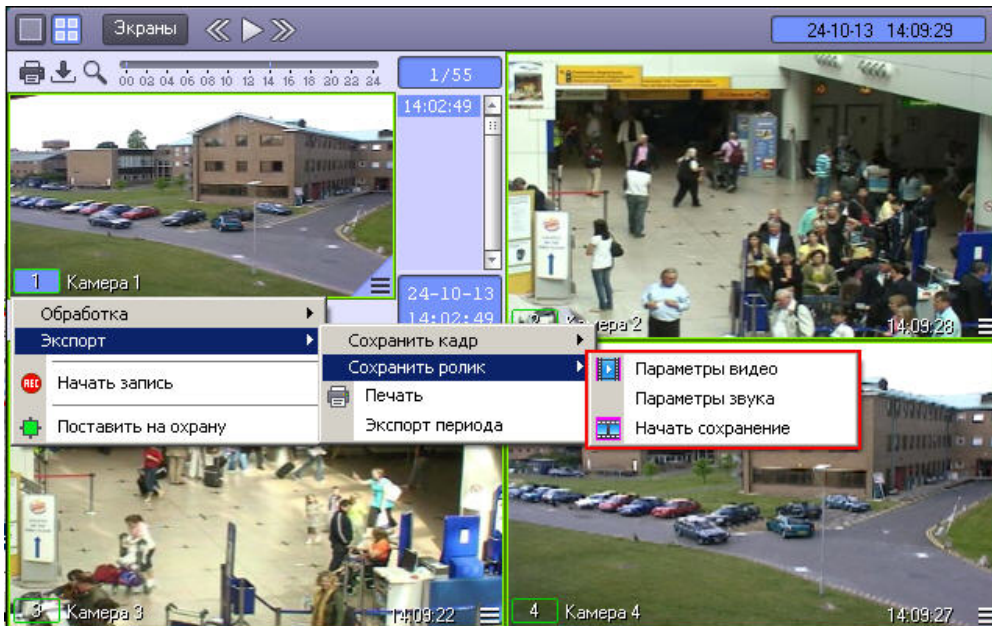 Экраны
24-10-13 14:09:29
00 02 04 06 08 10 12 14 16 18 20 22 24
1/55
14:02:49
1 Камера 1
24-10-13
14:02:49
2 Камера 2
14:09:28
Обработка
Экспорт
Начать запись
Поставить на охрану
Сохранить кадр
Сохранить ролик
Печать
Экспорт периода
Параметры видео
Параметры звука
Начать сохранение
REC
3 Камера 3
14:09:22
4 Камера 4
14:09:27